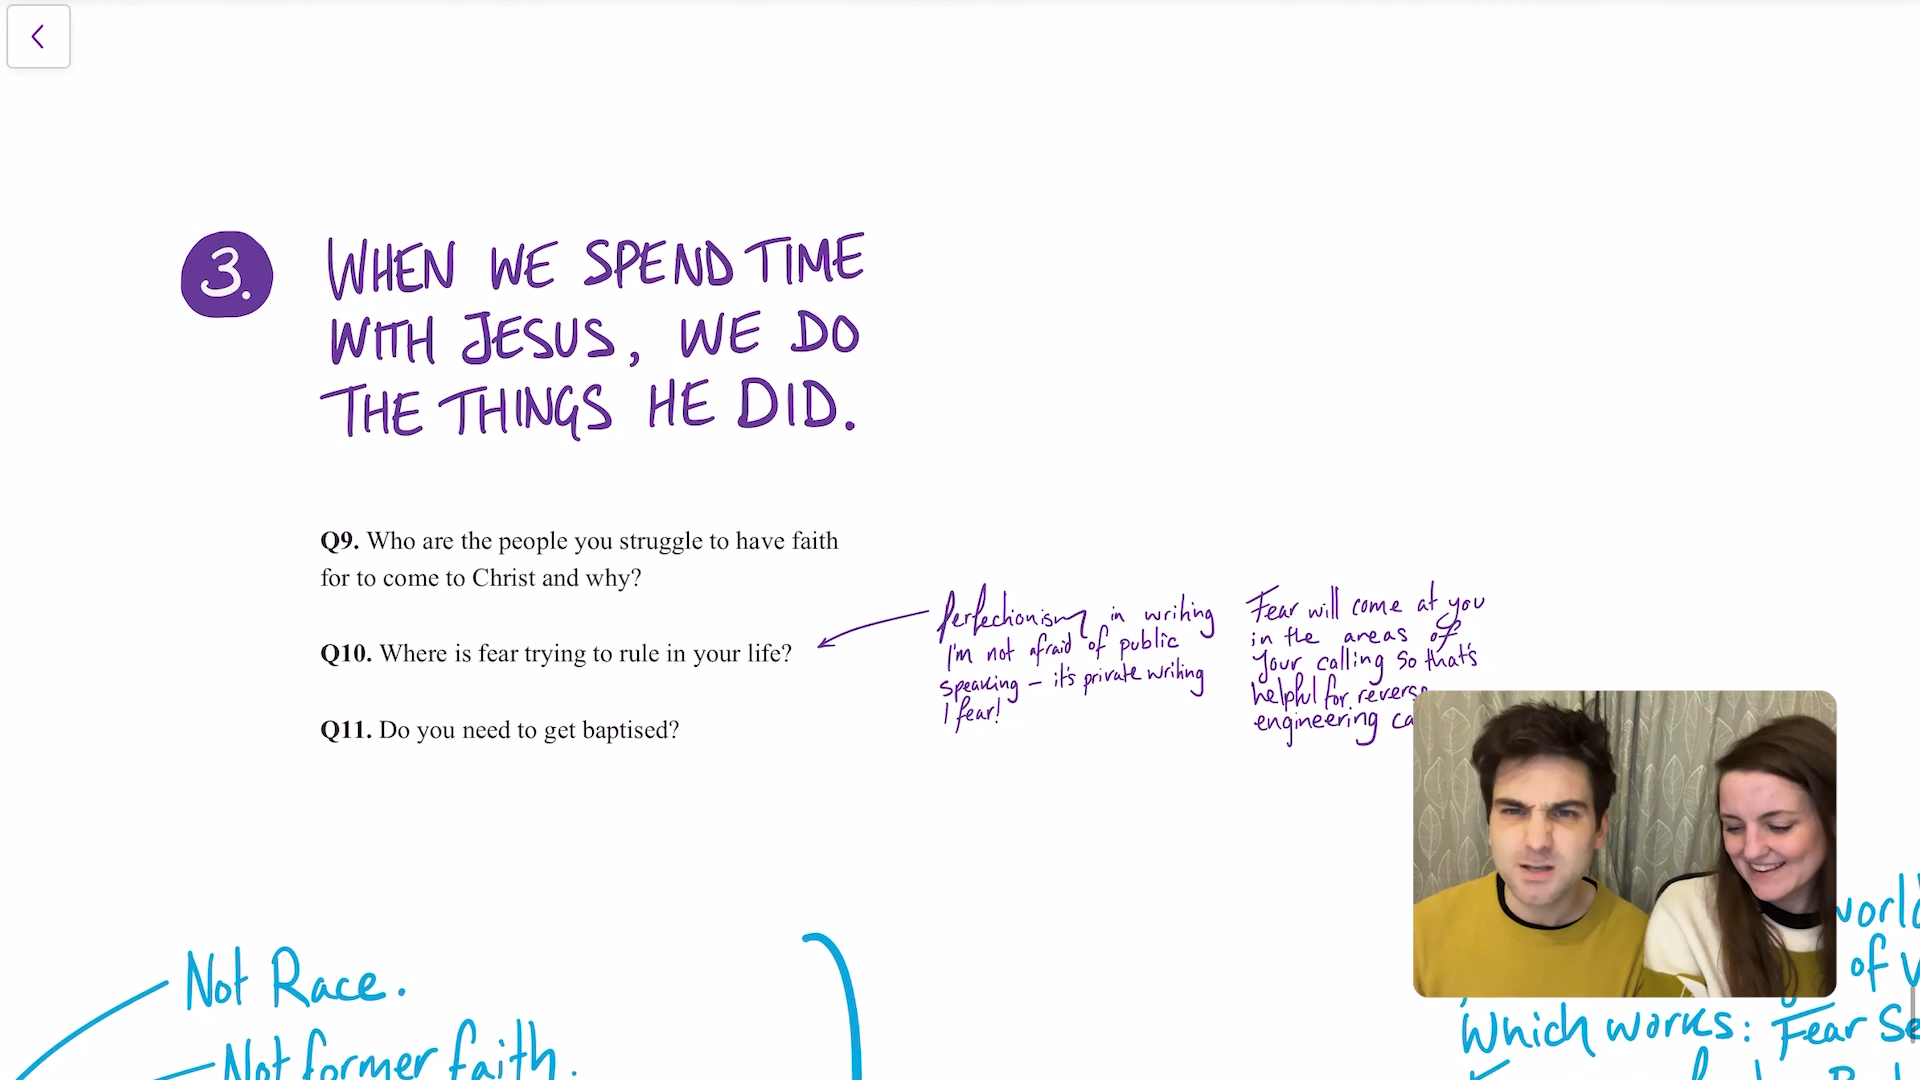 3. WHEN WE SPEND TIME
WITH JESUS, WE DO
THE THINGS HE DID.
Q9. Who are the people you struggle to have faith
for to come to Christ and why?
Q10. Where is fear trying to rule in your life?
Q11. Do you need to get baptised?
Perfectionism in writing
I'm not afraid of public
speaking – it's private writing
I fear!
Fear will come at you
in the areas of
your calling so that's
helpful for reverse
engineering
Not Race.
Not former faith.
of
Which works: Fear